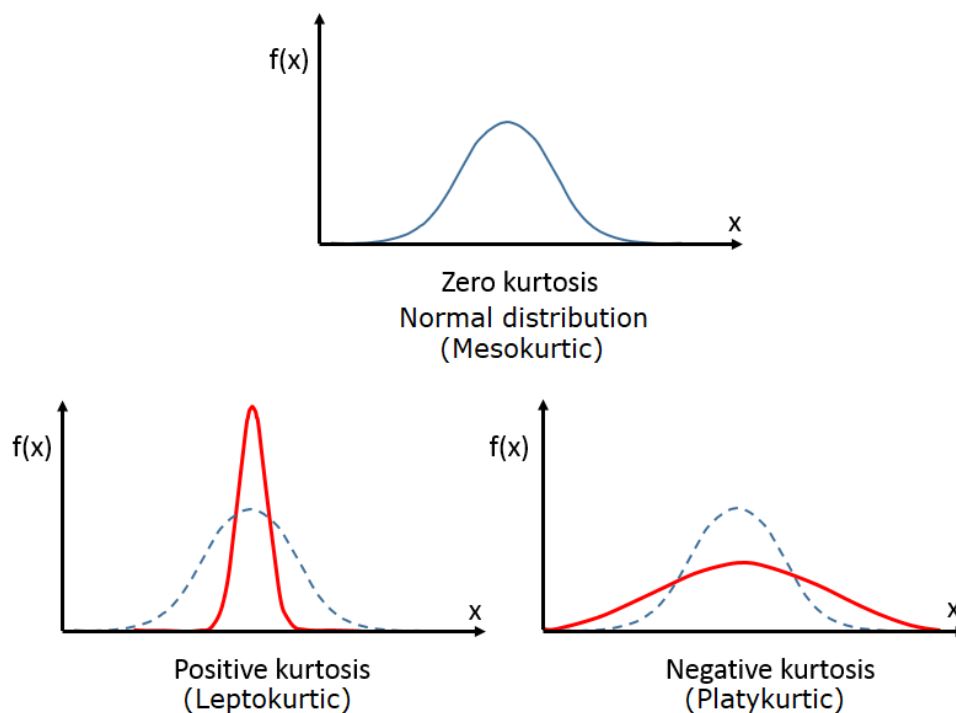 f(x)
x
Zero kurtosis
Normal distribution
(Mesokurtic)
f(x)
x
Positive kurtosis
(Leptokurtic)
f(x)
x
Negative kurtosis
(Platykurtic)